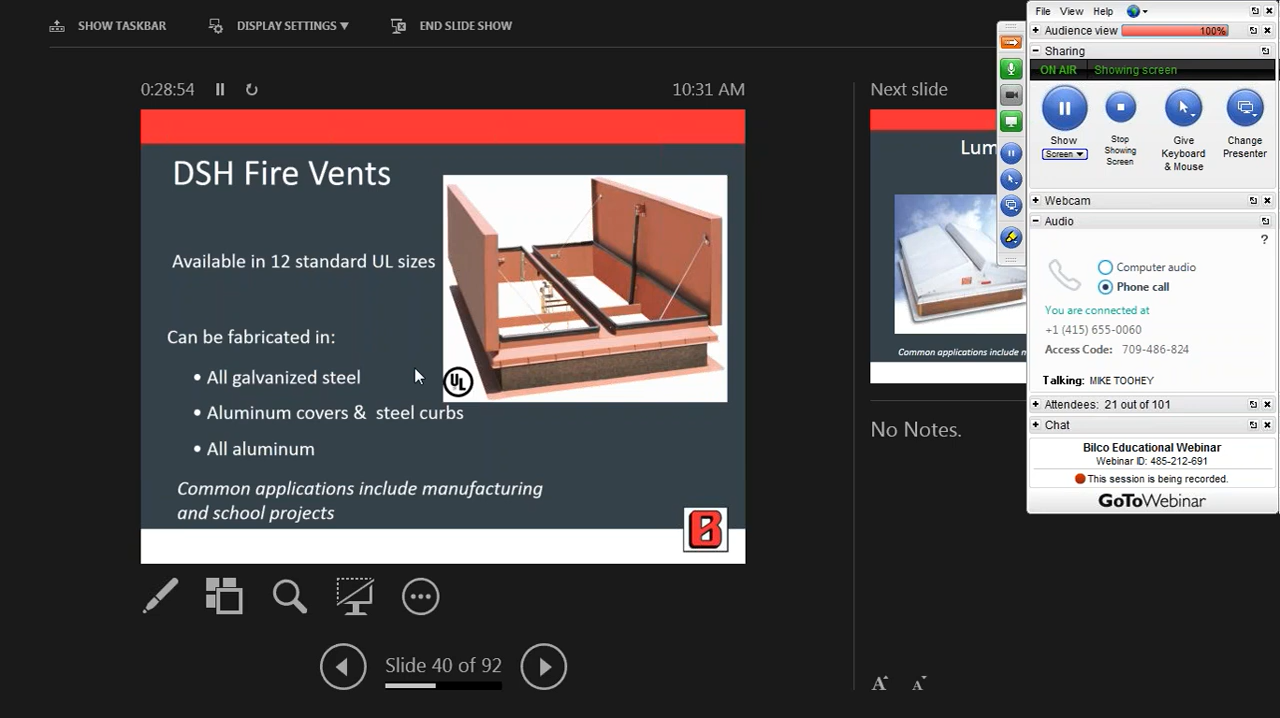 SHOW TASKBAR
DISPLAY SETTINGS
END SLIDE SHOW
0:28:54
10:31 AM
DSH Fire Vents
Available in 12 standard UL sizes
Can be fabricated in:
• All galvanized steel
• Aluminum covers & steel curbs
• All aluminum
Common applications include manufacturing
and school projects
UL
B
Slide 40 of 92
Next slide
Lum
Common applications include n
No Notes.
A
A
File View Help
Audience view 100%
Sharing
ON AIR Showing screen
Show
Screen
Stop
Showing
Screen
Give
Keyboard
& Mouse
Change
Presenter
Webcam
Audio
?
Computer audio
Phone call
You are connected at
+1 (415) 655-0060
Access Code: 709-486-824
Talking: MIKE TOOHEY
Attendees: 21 out of 101
Chat
Bilco Educational Webinar
Webinar ID: 485-212-691
This session is being recorded.
GoToWebinar